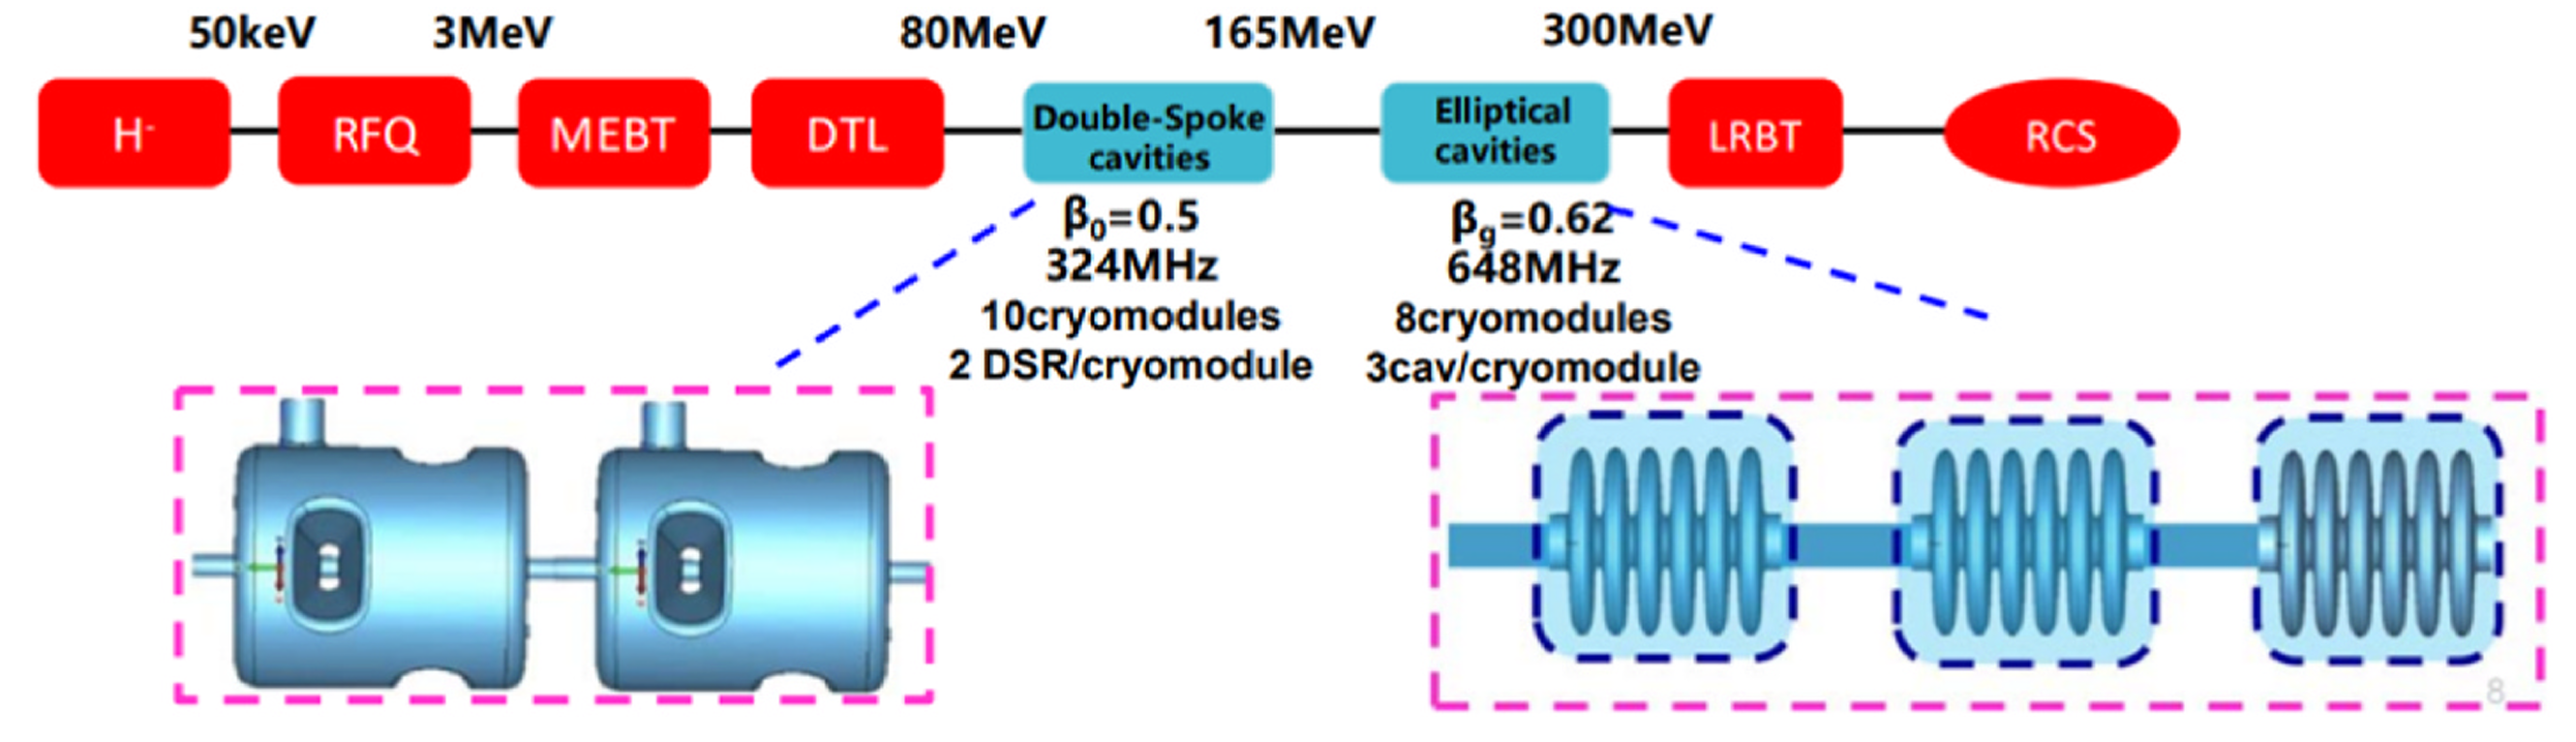 50keV 3MeV 80MeV 165MeV 300MeV
H-
RFQ
MEBT
DTL
Double-Spoke
cavities
Elliptical
cavities
LRBT
RCS
β0=0.5
324MHz
10cryomodules
2 DSR/cryomodule
βg=0.62
648MHz
8cryomodules
3cav/cryomodule
8